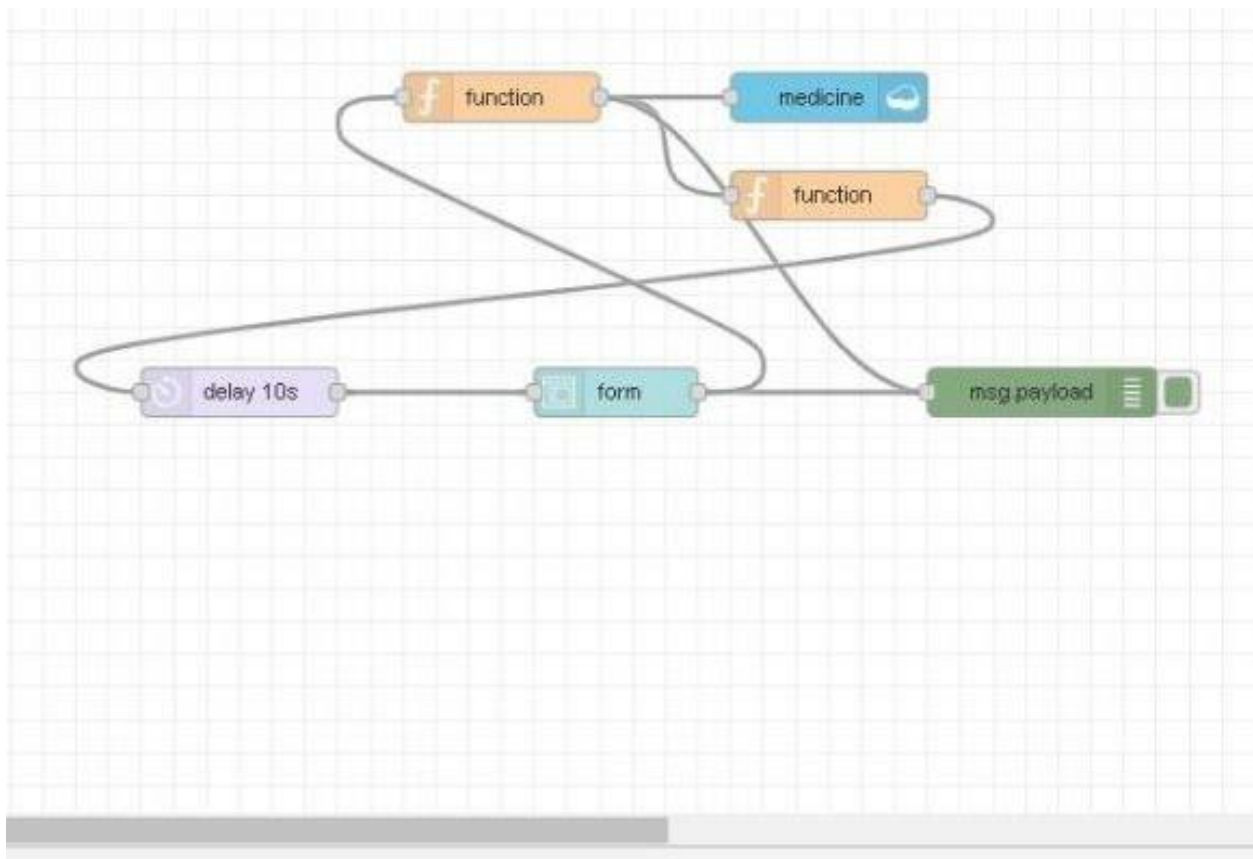 function
medicine
function
delay 10s
form
msg.payload